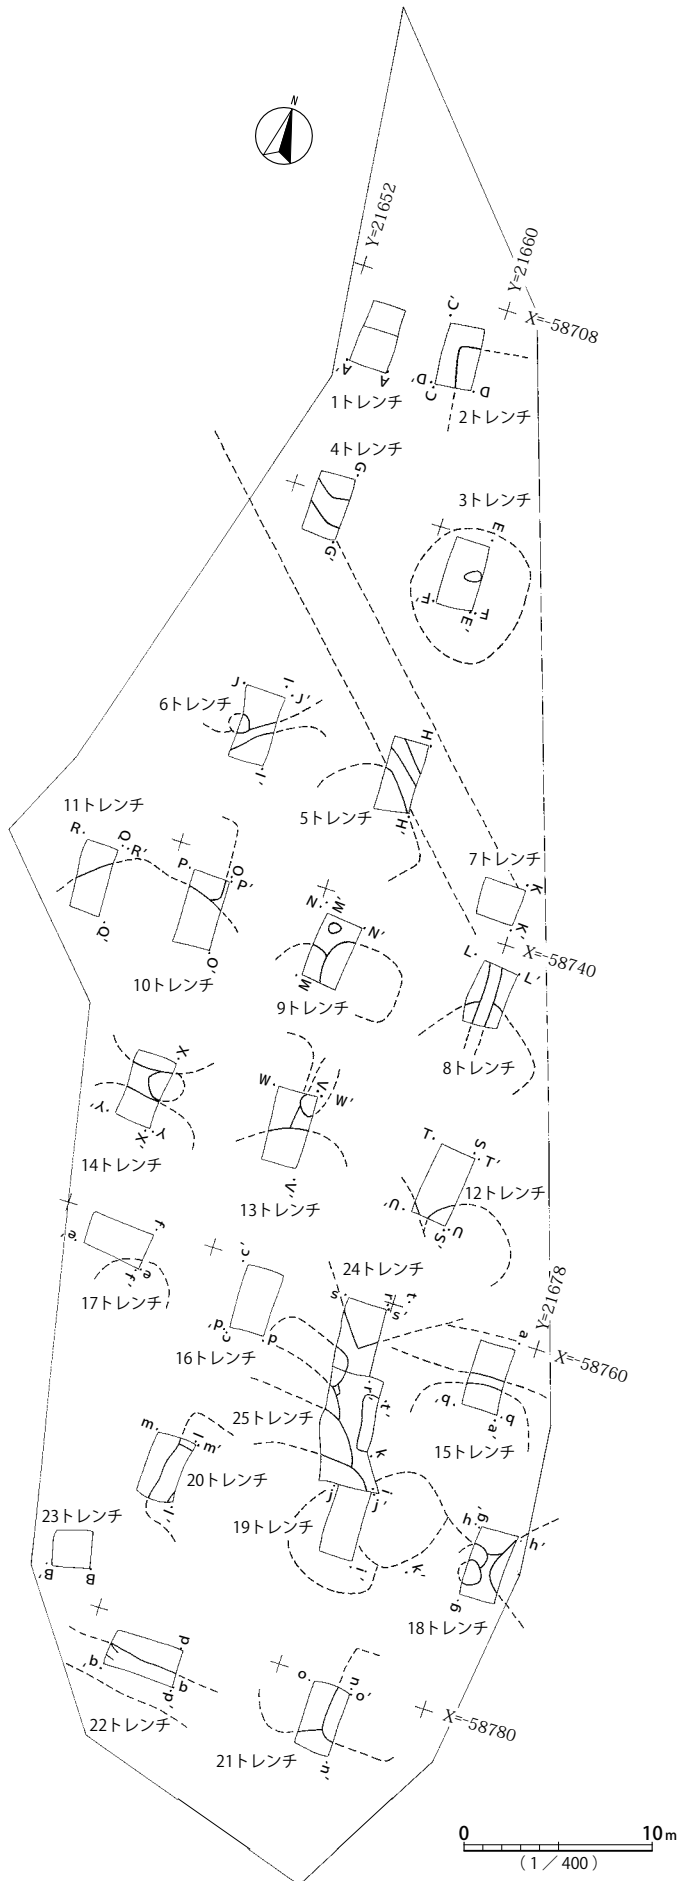 N
Y=21652
Y=21660
X=-58708
C'
A'
A
1トレンチ
D'
C
D
2トレンチ
4トレンチ
G
G'
3トレンチ
E
F'
F
E'
J
I
J'
6トレンチ
I'
H
5トレンチ
H'
11トレンチ
R
Q
R'
P
O
P'
Q'
O'
10トレンチ
7トレンチ
K
K'
X=-58740
N
M'
N'
M
9トレンチ
L
L'
8トレンチ
X
Y'
Y
X'
14トレンチ
W
V
W'
V'
13トレンチ
T
S
T'
12トレンチ
U'
U
S'
f
e'
e
f'
17トレンチ
c'
d'
c
d
16トレンチ
24トレンチ
s
r
t
s'
Y=21678
a
X=-58760
r'
t'
25トレンチ
k
b'
b
a'
15トレンチ
m
l
m'
l'
20トレンチ
j
i
j'
19トレンチ
i'
k'
23トレンチ
B'
B
h
g'
h'
g
18トレンチ
p
q'
q
p'
22トレンチ
o
n
o'
n'
21トレンチ
X=-58780
0 10m
(1/400)